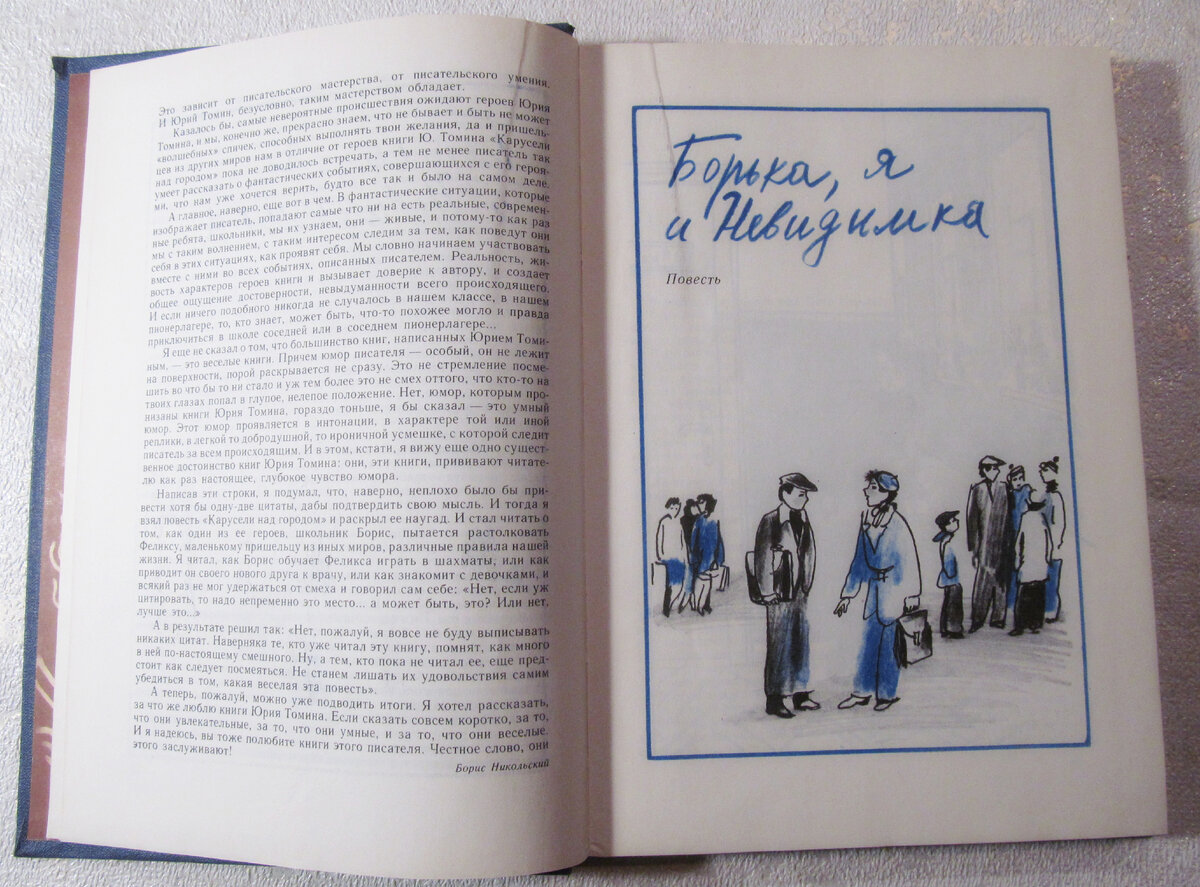 Это зависит от писательского мастерства, от писательского умения.
И Юрий Томин, безусловно, таким мастерством обладает.
Казалось бы, самые невероятные происшествия ожидают героев Юрия
Томина, и мы, конечно же, прекрасно знаем, что не бывает и быть не может
«волшебных» спичек, способных выполнять твои желания, да и пришель-
цев из других миров нам в отличие от героев книги Ю. Томина «Карусели
над городом» пока не доводилось встречать, а тем не менее писатель так
умеет рассказать о фантастических событиях, совершающихся с его героя-
ми, что нам уже хочется верить, будто все так и было на самом деле.
А главное, наверно, еще вот в чем. В фантастические ситуации, которые
изображает писатель, попадают самые что ни на есть реальные, современ-
ные ребята, школьники, мы их узнаем, они — живые, и потому-то как раз
мы с таким волнением, с таким интересом следим за тем, как поведут они
себя в этих ситуациях, как проявят себя. Мы словно начинаем участвовать
вместе с ними во всех событиях, описанных писателем. Реальность, жи-
вость характеров героев книги и вызывает доверие к автору, и создает
общее ощущение достоверности, невыдуманности всего происходящего.
И если ничего подобного никогда не случалось в нашем классе, в нашем
пионерлагере, то, кто знает, может быть, что-то похожее могло и правда
приключиться в школе соседней или в соседнем пионерлагере...
Я еще не сказал о том, что большинство книг, написанных Юрием Томи-
ным, — это веселые книги. Причем юмор писателя — особый, он не лежит
на поверхности, порой раскрывается не сразу. Это не стремление посме-
шить во что бы то ни стало и уж тем более это не смех оттого, что кто-то на
твоих глазах попал в глупое, нелепое положение. Нет, юмор, которым про-
низаны книги Юрия Томина, гораздо тоньше, я бы сказал — это умный
юмор. Этот юмор проявляется в интонации, в характере той или иной
реплики, в легкой то добродушной, то ироничной усмешке, с которой следит
писатель за всем происходящим. И в этом, кстати, я вижу еще одно сущест-
венное достоинство книг Юрия Томина: они, эти книги, прививают читате-
лю как раз настоящее, глубокое чувство юмора.
Написав эти строки, я подумал, что, наверно, неплохо было бы при-
вести хотя бы одну-две цитаты, дабы подтвердить свою мысль. И тогда я
взял повесть «Карусели над городом» и раскрыл ее наугад. И стал читать о
том, как один из ее героев, школьник Борис, пытается растолковать
Феликсу, маленькому пришельцу из иных миров, различные правила нашей
жизни. Я читал, как Борис обучает Феликса играть в шахматы, или как
приводит он своего нового друга к врачу, или как знакомит с девочками, и
всякий раз не мог удержаться от смеха и говорил сам себе: «Нет, если уж
цитировать, то надо непременно это место... а может быть, это? Или нет,
лучше это...»
А в результате решил так: «Нет, пожалуй, я вовсе не буду выписывать
никаких цитат. Наверняка те, кто уже читал эту книгу, помнят, как много
в ней по-настоящему смешного. Ну, а тем, кто пока не читал ее, еще пред-
стоит как следует посмеяться. Не станем лишать их удовольствия самим
убедиться в том, какая веселая эта повесть».
А теперь, пожалуй, можно уже подводить итоги. Я хотел рассказать,
за что же люблю книги Юрия Томина. Если сказать совсем коротко, за то,
что они увлекательные, за то, что они умные, и за то, что они веселые.
И я надеюсь, вы тоже полюбите книги этого писателя. Честное слово, они
этого заслуживают!
Борис Никольский
Борька, я
и Невидимка
Повесть